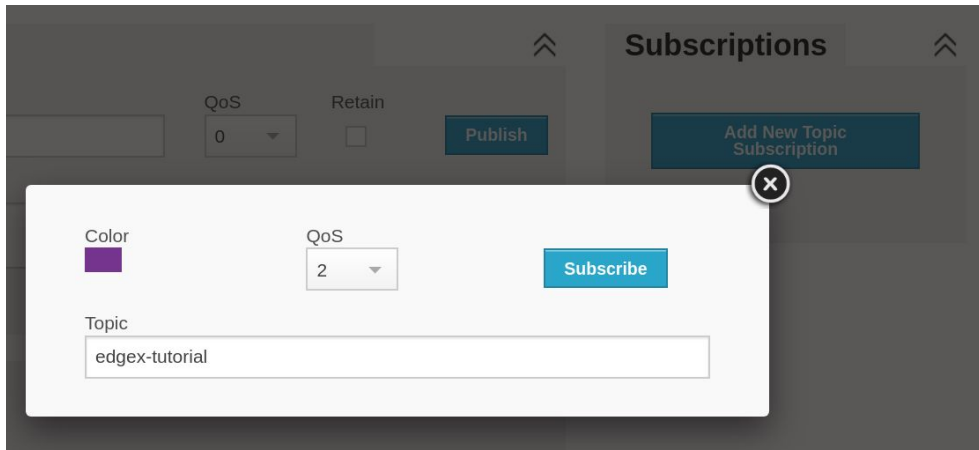 Subscriptions
QoS
Retain
0
Publish
Add New Topic
Subscription
Color
QoS
2
Subscribe
Topic
edgex-tutorial